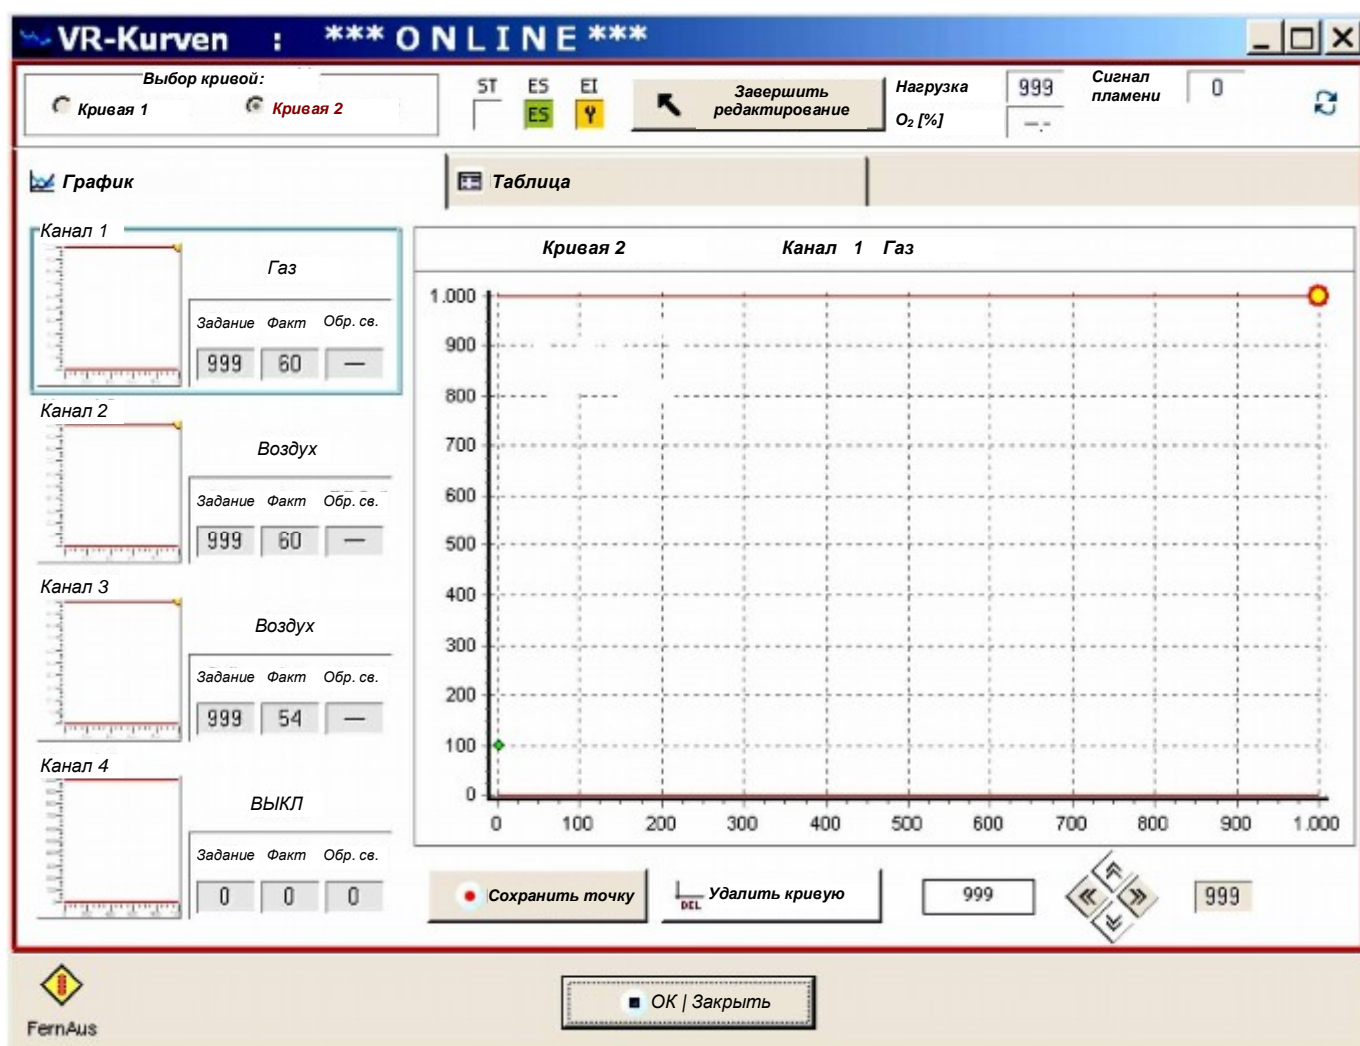 VR-Kurven : *** O N L I N E ***
Выбор кривой:
Кривая 1 Кривая 2
ST ES EI
ES
Завершить
редактирование
Нагрузка 999
O₂ [%] —.-
Сигнал
пламени 0
График
Таблица
Канал 1
Газ
Задание Факт Обр. св.
999 60 —
Канал 2
Воздух
Задание Факт Обр. св.
999 60 —
Канал 3
Воздух
Задание Факт Обр. св.
999 54 —
Канал 4
ВЫКЛ
Задание Факт Обр. св.
0 0 0
Кривая 2 Канал 1 Газ
1.000
900
800
700
600
500
400
300
200
100
0
0 100 200 300 400 500 600 700 800 900 1.000
Сохранить точку
DEL Удалить кривую
999
999
FernAus
OK | Закрыть